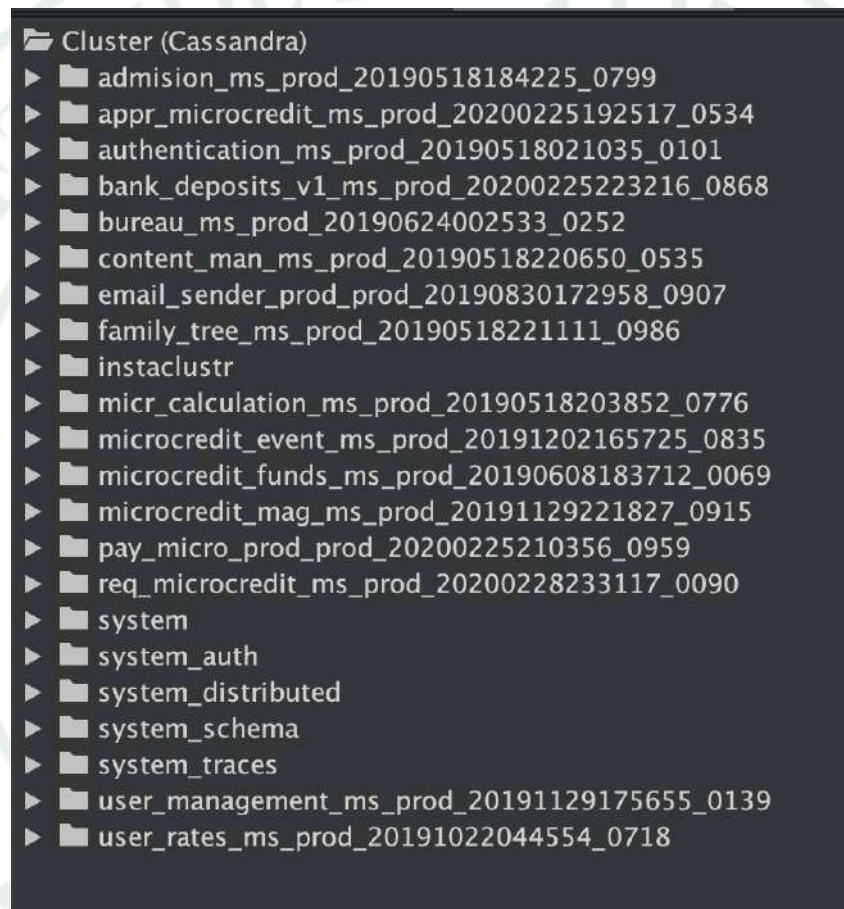 Cluster (Cassandra)
admision_ms_prod_20190518184225_0799
appr_microcredit_ms_prod_20200225192517_0534
authentication_ms_prod_20190518021035_0101
bank_deposits_v1_ms_prod_20200225223216_0868
bureau_ms_prod_20190624002533_0252
content_man_ms_prod_20190518220650_0535
email_sender_prod_prod_20190830172958_0907
family_tree_ms_prod_20190518221111_0986
instaclustr
micr_calculation_ms_prod_20190518203852_0776
microcredit_event_ms_prod_20191202165725_0835
microcredit_funds_ms_prod_20190608183712_0069
microcredit_mag_ms_prod_20191129221827_0915
pay_micro_prod_prod_20200225210356_0959
req_microcredit_ms_prod_20200228233117_0090
system
system_auth
system_distributed
system_schema
system_traces
user_management_ms_prod_20191129175655_0139
user_rates_ms_prod_20191022044554_0718